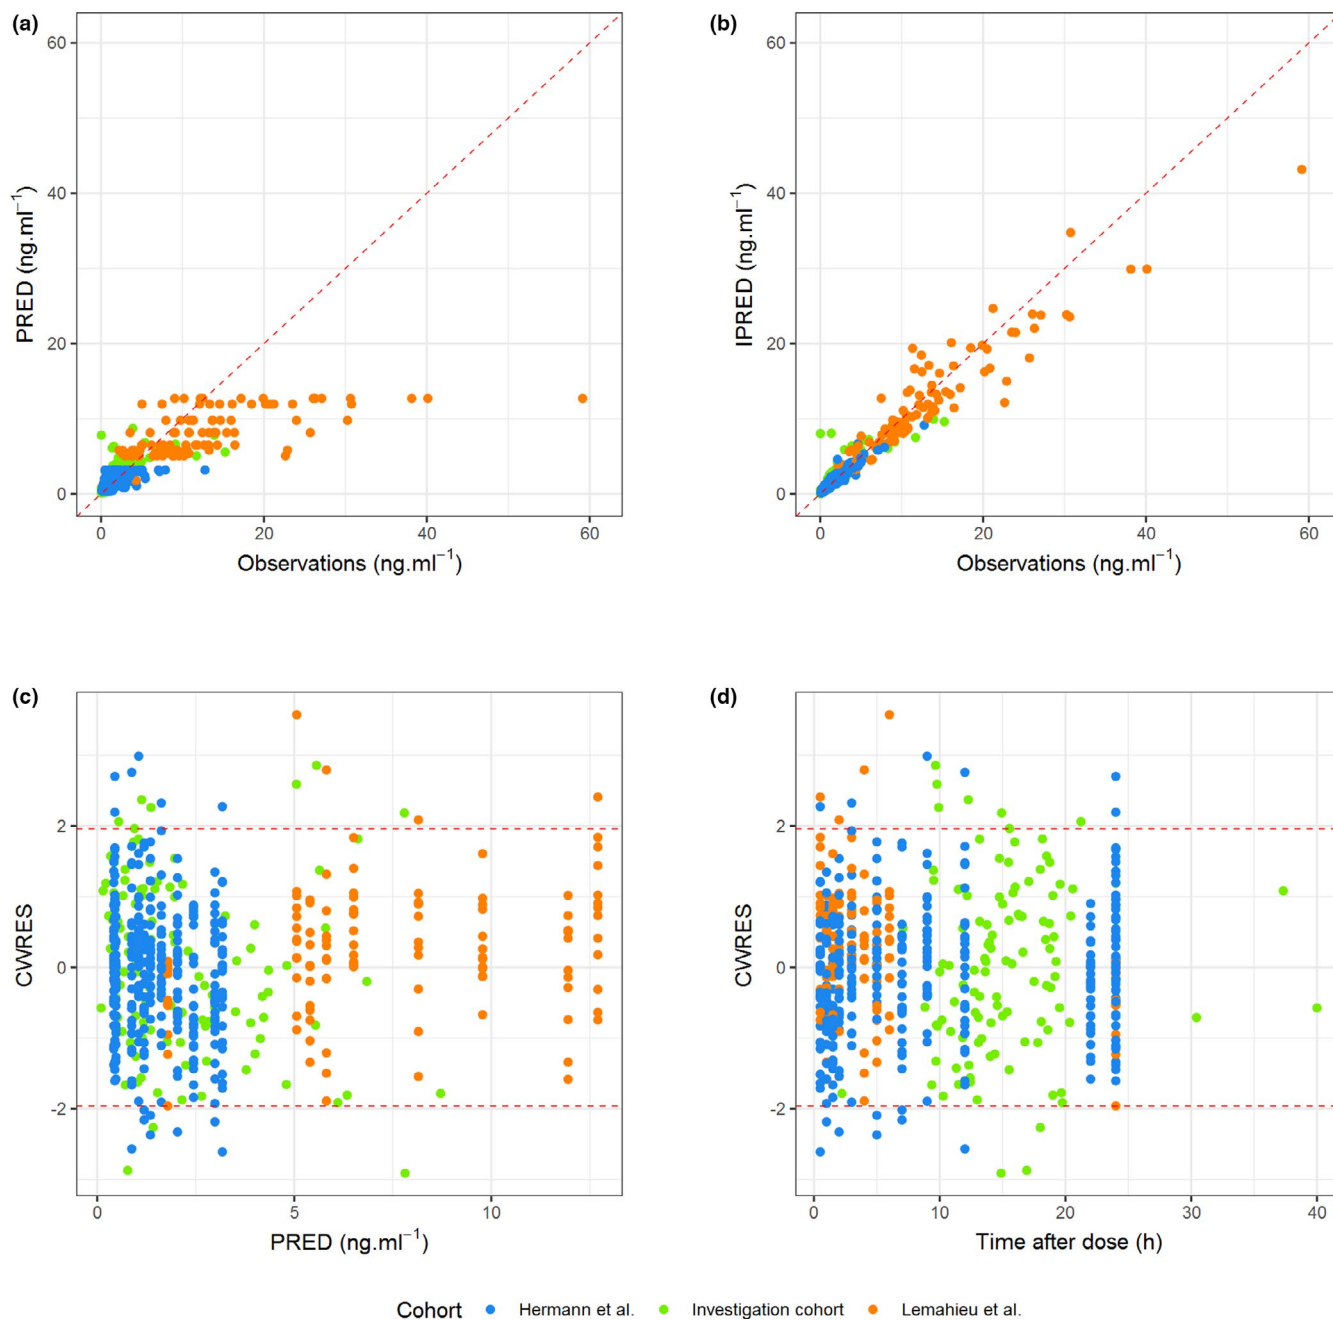 (a)
60
40
20
0
0 20 40 60
PRED (ng.ml⁻¹)
Observations (ng.ml⁻¹)
(b)
60
40
20
0
0 20 40 60
IPRED (ng.ml⁻¹)
Observations (ng.ml⁻¹)
(c)
2
0
-2
0 5 10
CWRES
PRED (ng.ml⁻¹)
(d)
2
0
-2
0 10 20 30 40
CWRES
Time after dose (h)
Cohort Hermann et al. Investigation cohort Lemahieu et al.